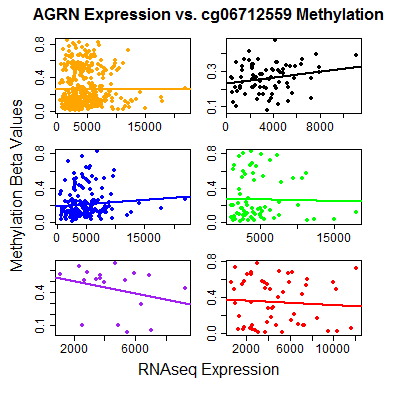 AGRN Expression vs. cg06712559 Methylation
Methylation Beta Values
0.0 0.4 0.8
0 5000 15000
0.1 0.3
0 4000 8000
0.0 0.4 0.8
0 5000 15000
0.0 0.4 0.8
5000 15000
0.1 0.4
2000 6000
0.0 0.4 0.8
2000 6000 10000
RNAseq Expression